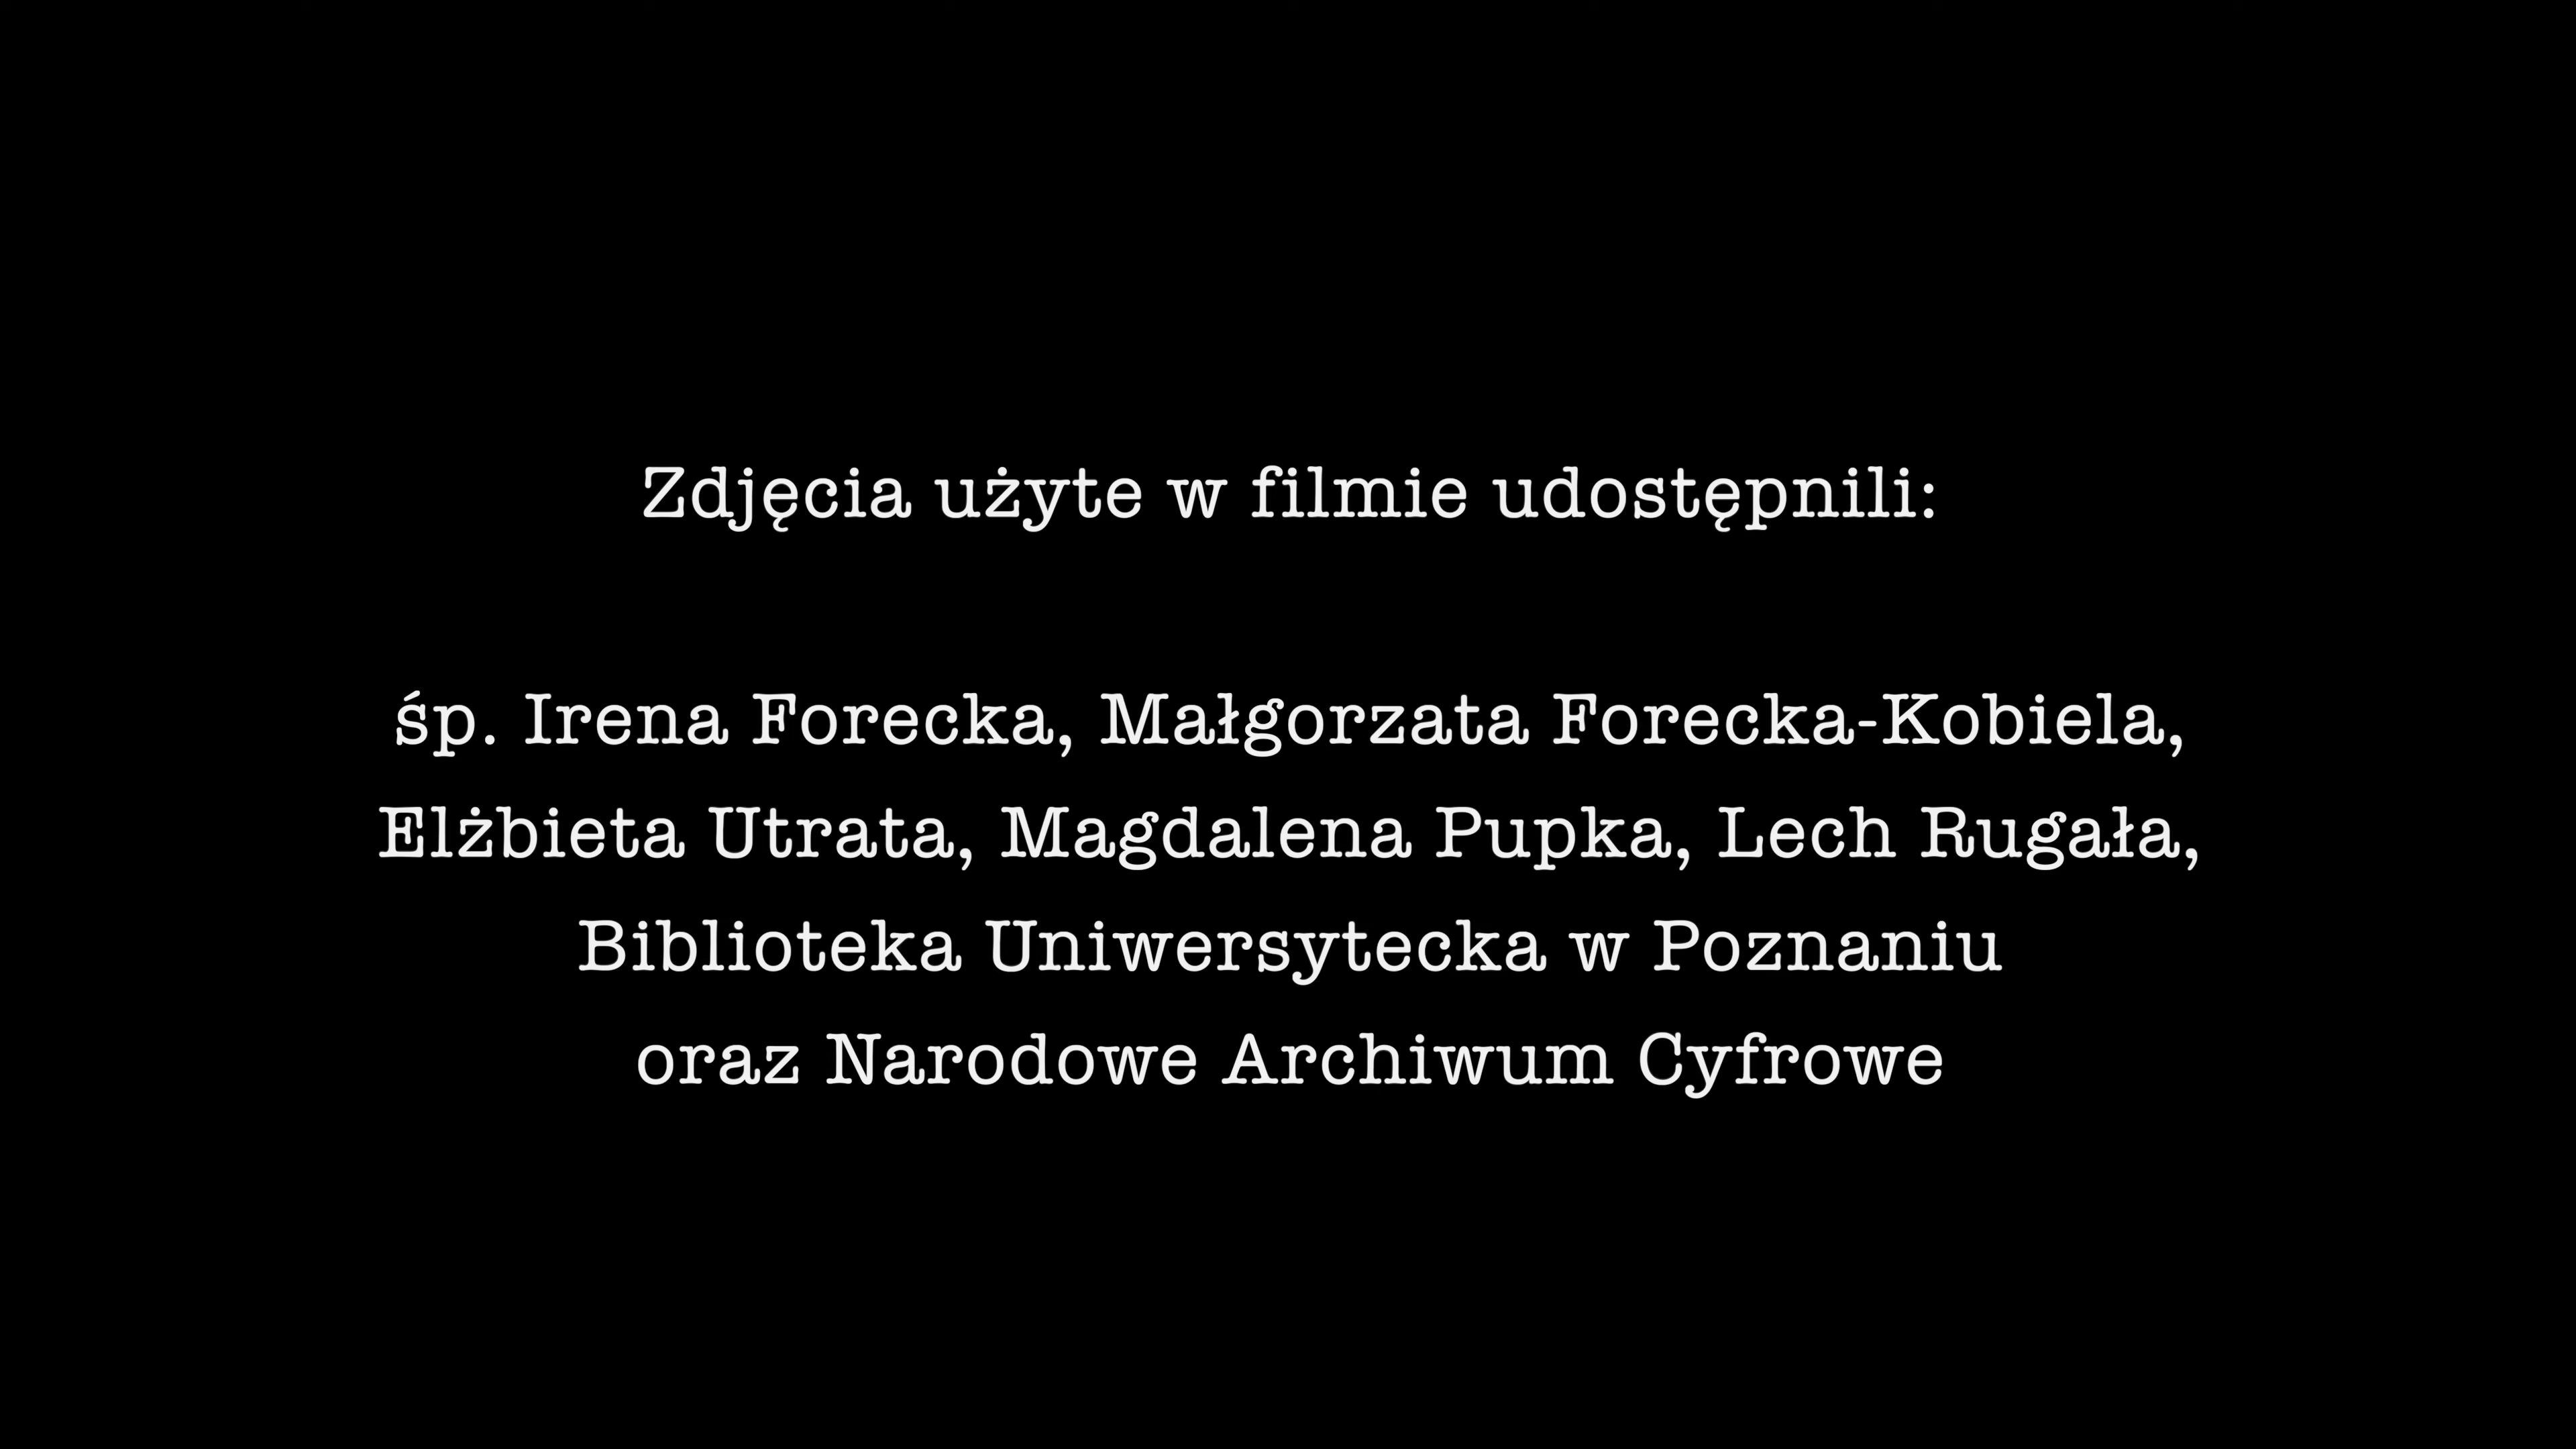 Zdjęcia użyte w filmie udostępnili:
śp. Irena Forecka, Małgorzata Forecka-Kobiela,
Elżbieta Utrata, Magdalena Pupka, Lech Rugała,
Biblioteka Uniwersytecka w Poznaniu
oraz Narodowe Archiwum Cyfrowe